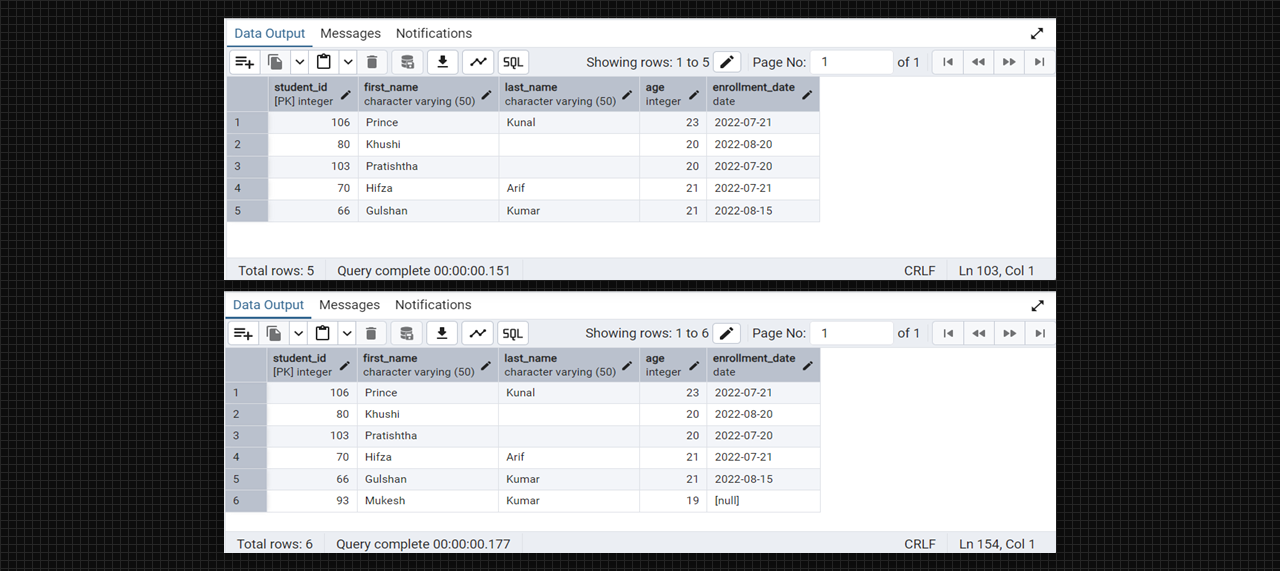 Data Output Messages Notifications
SQL Showing rows: 1 to 5 Page No: 1 of 1
student_id first_name last_name age enrollment_date
[PK] integer character varying (50) character varying (50) integer date
1 106 Prince Kunal 23 2022-07-21
2 80 Khushi 20 2022-08-20
3 103 Pratishtha 20 2022-07-20
4 70 Hifza Arif 21 2022-07-21
5 66 Gulshan Kumar 21 2022-08-15
Total rows: 5 Query complete 00:00:00.151 CRLF Ln 103, Col 1
Data Output Messages Notifications
SQL Showing rows: 1 to 6 Page No: 1 of 1
student_id first_name last_name age enrollment_date
[PK] integer character varying (50) character varying (50) integer date
1 106 Prince Kunal 23 2022-07-21
2 80 Khushi 20 2022-08-20
3 103 Pratishtha 20 2022-07-20
4 70 Hifza Arif 21 2022-07-21
5 66 Gulshan Kumar 21 2022-08-15
6 93 Mukesh Kumar 19 [null]
Total rows: 6 Query complete 00:00:00.177 CRLF Ln 154, Col 1